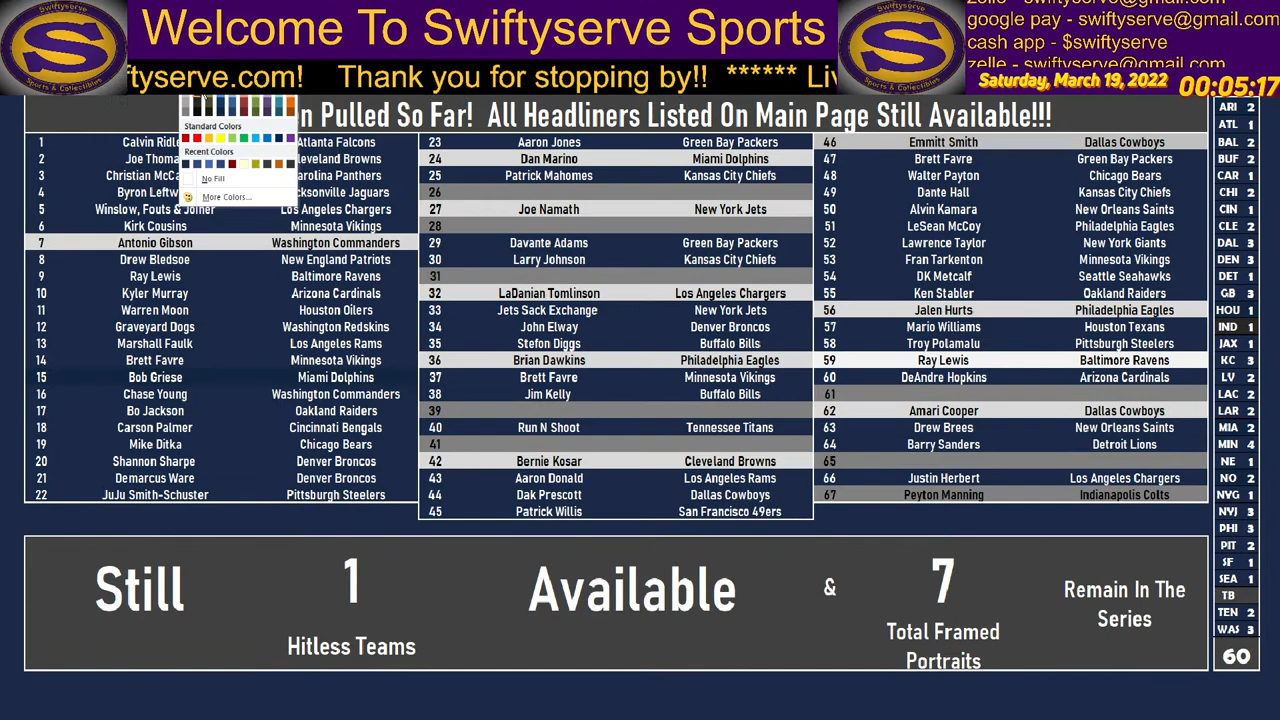 Welcome To Swiftyserve Sports
S
Sports & Collectibles
S
Sports & Collectibles
zelle - swiftyserve@gmail.com
google pay - swiftyserve@gmail.com
cash app - $swiftyserve
zelle - swiftyserve@gmail.com
ftyserve.com! Thank you for stopping by!! ****** Liv
Saturday, March 19, 2022 00:05:17
n Pulled So Far! All Headliners Listed On Main Page Still Available!!!
Standard Colors
Recent Colors
No Fill
More Colors...
1 Calvin Ridle Atlanta Falcons
2 Joe Thoma leveland Browns
3 Christian McCa arolina Panthers
4 Byron Leftw cksonville Jaguars
5 Winslow, Fouts & Joiner Los Angeles Chargers
6 Kirk Cousins Minnesota Vikings
7 Antonio Gibson Washington Commanders
8 Drew Bledsoe New England Patriots
9 Ray Lewis Baltimore Ravens
10 Kyler Murray Arizona Cardinals
11 Warren Moon Houston Oilers
12 Graveyard Dogs Washington Redskins
13 Marshall Faulk Los Angeles Rams
14 Brett Favre Minnesota Vikings
15 Bob Griese Miami Dolphins
16 Chase Young Washington Commanders
17 Bo Jackson Oakland Raiders
18 Carson Palmer Cincinnati Bengals
19 Mike Ditka Chicago Bears
20 Shannon Sharpe Denver Broncos
21 Demarcus Ware Denver Broncos
22 JuJu Smith-Schuster Pittsburgh Steelers
23 Aaron Jones Green Bay Packers
24 Dan Marino Miami Dolphins
25 Patrick Mahomes Kansas City Chiefs
26
27 Joe Namath New York Jets
28
29 Davante Adams Green Bay Packers
30 Larry Johnson Kansas City Chiefs
31
32 LaDanian Tomlinson Los Angeles Chargers
33 Jets Sack Exchange New York Jets
34 John Elway Denver Broncos
35 Stefon Diggs Buffalo Bills
36 Brian Dawkins Philadelphia Eagles
37 Brett Favre Minnesota Vikings
38 Jim Kelly Buffalo Bills
39
40 Run N Shoot Tennessee Titans
41
42 Bernie Kosar Cleveland Browns
43 Aaron Donald Los Angeles Rams
44 Dak Prescott Dallas Cowboys
45 Patrick Willis San Francisco 49ers
46 Emmitt Smith Dallas Cowboys
47 Brett Favre Minnesota Vikings
48 Walter Payton Chicago Bears
49 Dante Hall Kansas City Chiefs
50 Alvin Kamara New Orleans Saints
51 LeSean McCoy Philadelphia Eagles
52 Lawrence Taylor New York Giants
53 Fran Tarkenton Minnesota Vikings
54 DK Metcalf Seattle Seahawks
55 Ken Stabler Oakland Raiders
56 Jalen Hurts Philadelphia Eagles
57 Mario Williams Houston Texans
58 Troy Polamalu Pittsburgh Steelers
59 Ray Lewis Baltimore Ravens
60 DeAndre Hopkins Arizona Cardinals
61
62 Amari Cooper Dallas Cowboys
63 Drew Brees New Orleans Saints
64 Barry Sanders Detroit Lions
65
66 Justin Herbert Los Angeles Chargers
67 Peyton Manning Indianapolis Colts
ARI 2
ATL 1
BAL 2
BUF 2
CAR 1
CHI 2
CIN 1
CLE 2
DAL 3
DEN 3
DET 1
GB 3
HOU 1
IND 1
JAX 1
KC 3
LV 2
LAC 2
LAR 2
MIA 2
MIN 4
NE 1
NO 2
NYG 1
NYJ 3
PHI 3
PIT 2
SF 1
SEA 1
TB
TEN 2
WAS 3
60
Still 1 Available & 7 Remain In The
Series
Hitless Teams
Total Framed
Portraits